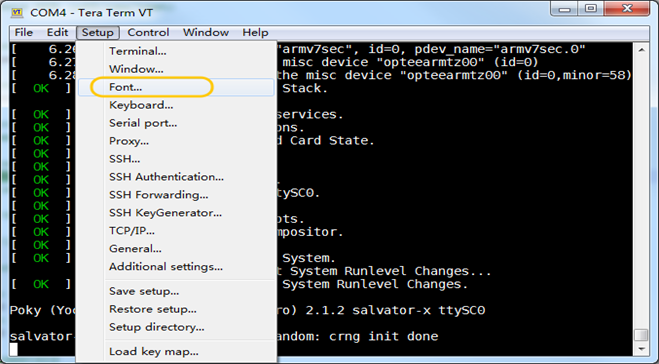 COM4 - Tera Term VT
File Edit Setup Control Window Help
Terminal...
Window...
Font...
Keyboard...
Serial port...
Proxy...
SSH...
SSH Authentication...
SSH Forwarding...
SSH KeyGenerator...
TCP/IP...
General...
Additional settings...
Save setup...
Restore setup...
Setup directory...
Load key map...
[ 6.26 "armv7sec", id=0, pdev_name="armv7sec.0"
[ 6.27 misc device "opteearmtz00" (id=0)
[ 6.28 the misc device "opteearmtz00" (id=0,minor=58)
[ OK ] Stack.
[ OK ] services.
[ OK ] ons.
[ OK ] d Card State.
[ OK ]
[ OK ]
[ OK ] .
[ OK ] tySC0.
[ OK ] pts.
[ OK ] mpositor.
[ OK ]
System.
t System Runlevel Changes...
[ OK ] System Runlevel Changes.
Poky (Yoc ro) 2.1.2 salvator-x ttySC0
salvator- andom: crng init done